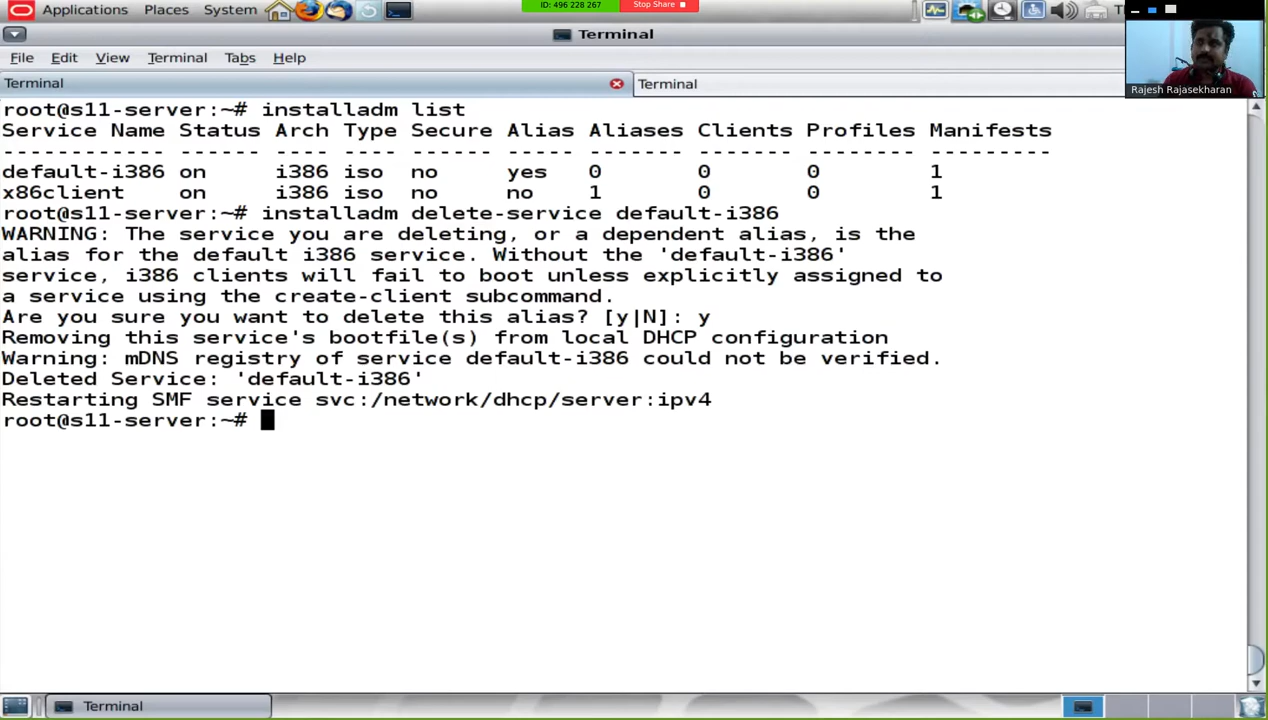 Applications Places System
ID: 496 228 267 Stop Share
Terminal
File Edit View Terminal Tabs Help
Terminal
Terminal
Rajesh Rajasekharan
root@s11-server:~# installadm list
Service Name Status Arch Type Secure Alias Aliases Clients Profiles Manifests
------------ ------ ---- ---- ------ ----- ------- ------- -------- ---------
default-i386 on i386 iso no yes 0 0 0 1
x86client on i386 iso no no 1 0 0 1
root@s11-server:~# installadm delete-service default-i386
WARNING: The service you are deleting, or a dependent alias, is the
alias for the default i386 service. Without the 'default-i386'
service, i386 clients will fail to boot unless explicitly assigned to
a service using the create-client subcommand.
Are you sure you want to delete this alias? [y|N]: y
Removing this service's bootfile(s) from local DHCP configuration
Warning: mDNS registry of service default-i386 could not be verified.
Deleted Service: 'default-i386'
Restarting SMF service svc:/network/dhcp/server:ipv4
root@s11-server:~#
Terminal